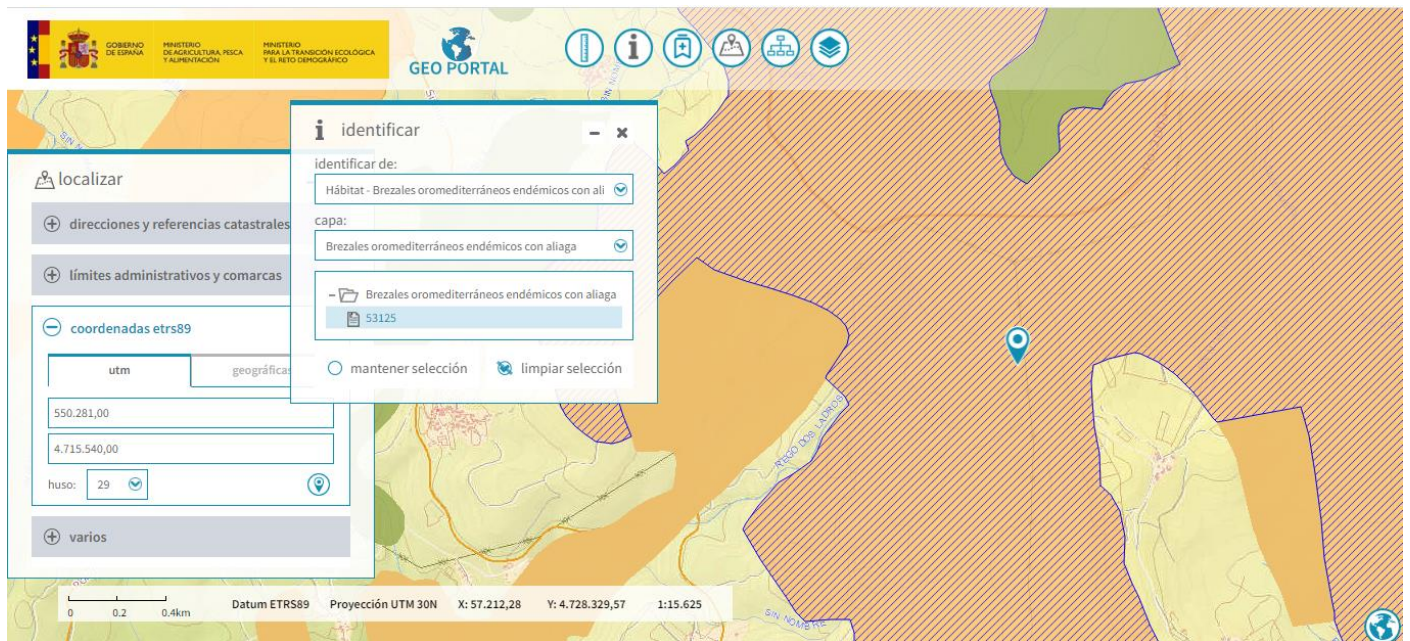 GOBIERNO
DE ESPAÑA
MINISTERIO
DE AGRICULTURA, PESCA
Y ALIMENTACIÓN
MINISTERIO
PARA LA TRANSICIÓN ECOLÓGICA
Y EL RETO DEMOGRÁFICO
GEO PORTAL
i identificar
identificar de:
Hábitat - Brezales oromediterráneos endémicos con ali
capa:
Brezales oromediterráneos endémicos con aliaga
Brezales oromediterráneos endémicos con aliaga
53125
mantener selección
limpiar selección
localizar
direcciones y referencias catastrales
límites administrativos y comarcas
coordenadas etrs89
utm
geográficas
550.281,00
4.715.540,00
huso: 29
varios
REGO DOS LADROS
SIN NOMBRE
0 0.2 0.4km
Datum ETRS89 Proyección UTM 30N X: 57.212,28 Y: 4.728.329,57 1:15.625